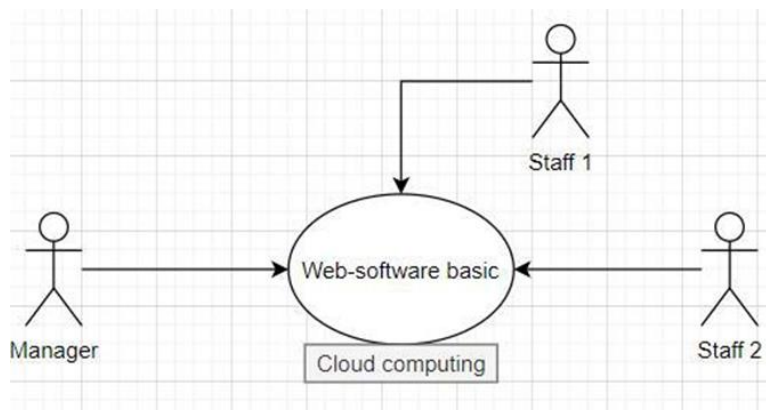 Staff 1
Web-software basic
Manager
Staff 2
Cloud computing